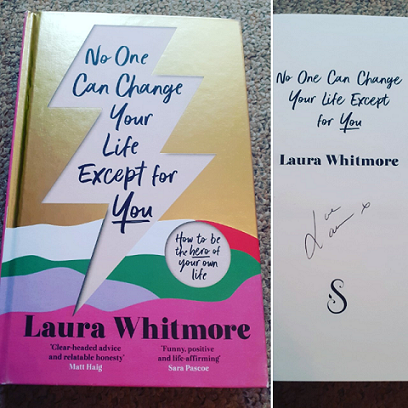 No One
Can Change
Your
Life
Except for
You
How to be
the hero of
your own
life
Laura Whitmore
'Clear-headed advice
and relatable honesty'
Matt Haig
'Funny, positive
and life-affirming'
Sara Pascoe
No One Can Change
Your Life Except
for You
Laura Whitmore
S